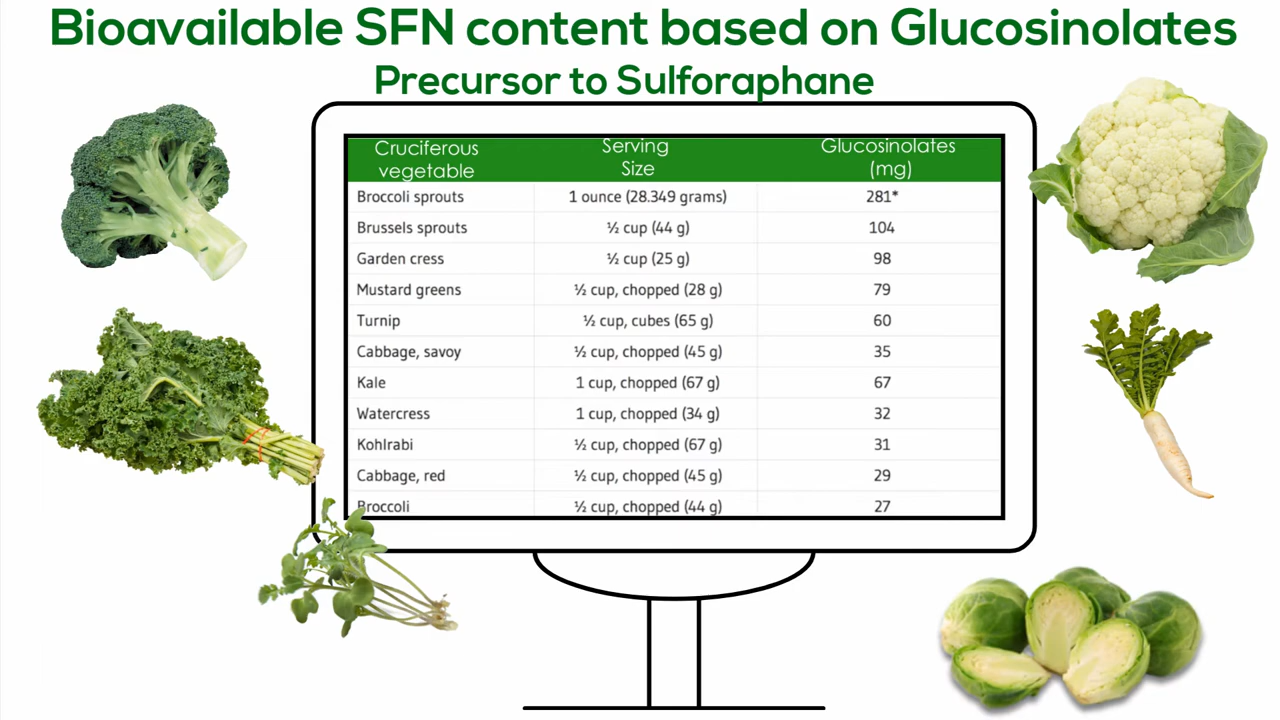 Bioavailable SFN content based on Glucosinolates
Precursor to Sulforaphane
Cruciferous vegetable Serving Size Glucosinolates (mg)
Broccoli sprouts 1 ounce (28.349 grams) 281*
Brussels sprouts ½ cup (44 g) 104
Garden cress ½ cup (25 g) 98
Mustard greens ½ cup, chopped (28 g) 79
Turnip ½ cup, cubes (65 g) 60
Cabbage, savoy ½ cup, chopped (45 g) 35
Kale 1 cup, chopped (67 g) 67
Watercress 1 cup, chopped (34 g) 32
Kohlrabi ½ cup, chopped (67 g) 31
Cabbage, red ½ cup, chopped (45 g) 29
Broccoli ½ cup, chopped (44 g) 27